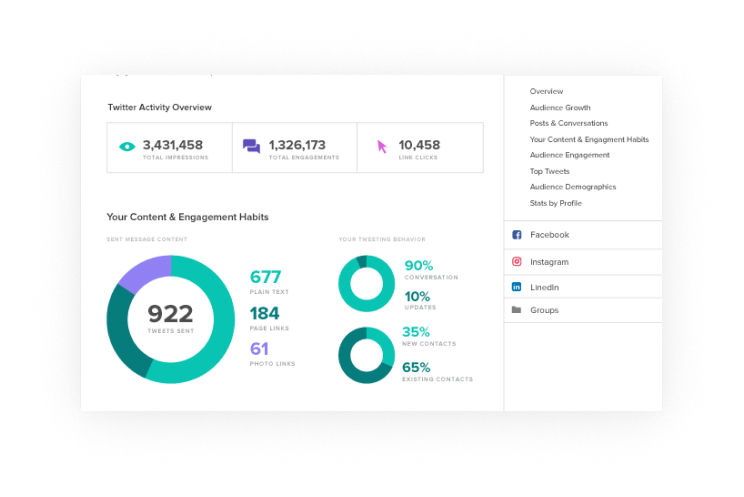 Twitter Activity Overview
3,431,458
TOTAL IMPRESSIONS
1,326,173
TOTAL ENGAGEMENTS
10,458
LINK CLICKS
Your Content & Engagement Habits
SENT MESSAGE CONTENT
922
TWEETS SENT
677
PLAIN TEXT
184
PAGE LINKS
61
PHOTO LINKS
YOUR TWEETING BEHAVIOR
90%
CONVERSATION
10%
UPDATES
35%
NEW CONTACTS
65%
EXISTING CONTACTS
Overview
Audience Growth
Posts & Conversations
Your Content & Engagment Habits
Audience Engagement
Top Tweets
Audience Demographics
Stats by Profile
Facebook
Instagram
in
LinedIn
Groups